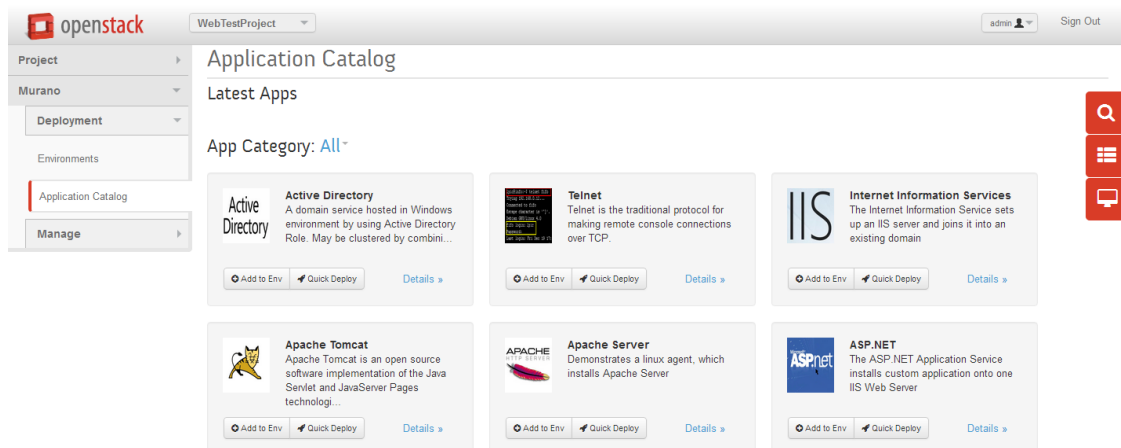 openstack
WebTestProject
admin
Sign Out
Project
Murano
Deployment
Environments
Application Catalog
Manage
Application Catalog
Latest Apps
App Category: All
Active Directory
Active Directory
A domain service hosted in Windows
environment by using Active Directory
Role. May be clustered by combini...
Add to Env
Quick Deploy
Details »
Telnet
Telnet is the traditional protocol for
making remote console connections
over TCP.
Add to Env
Quick Deploy
Details »
IIS
Internet Information Services
The Internet Information Service sets
up an IIS server and joins it into an
existing domain
Add to Env
Quick Deploy
Details »
Apache Tomcat
Apache Tomcat is an open source
software implementation of the Java
Servlet and JavaServer Pages
technologi...
Add to Env
Quick Deploy
Details »
APACHE
HTTP SERVER
Apache Server
Demonstrates a linux agent, which
installs Apache Server
Add to Env
Quick Deploy
Details »
ASP.net
ASP.NET
The ASP.NET Application Service
installs custom application onto one
IIS Web Server
Add to Env
Quick Deploy
Details »